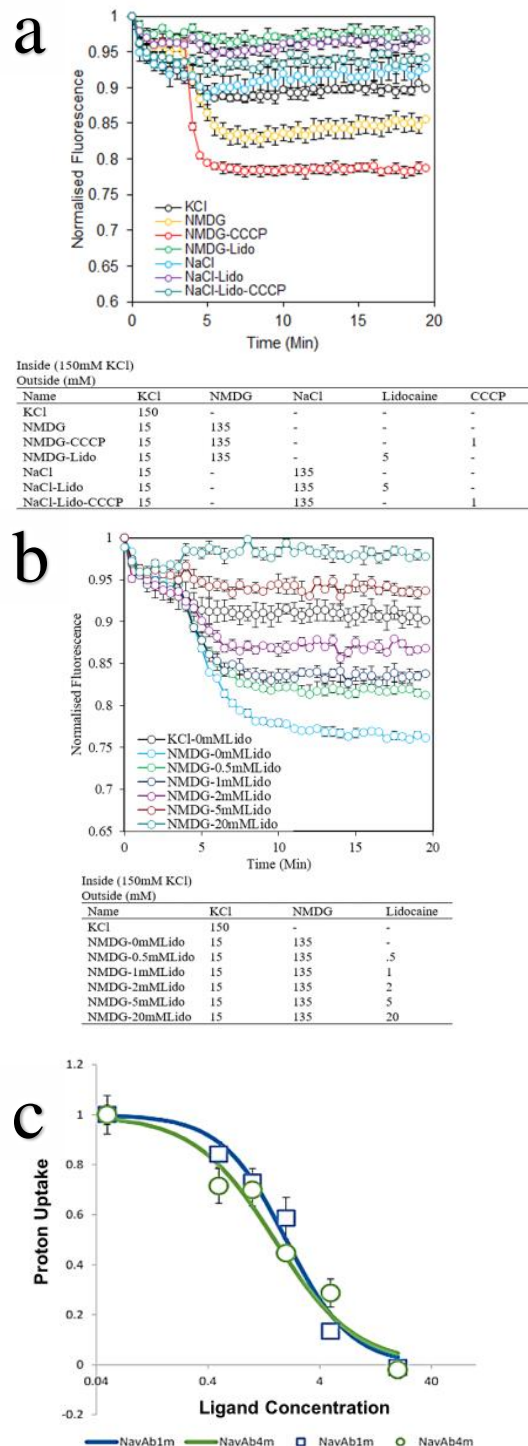 a
1
0.95
0.9
0.85
0.8
0.75
0.7
0.65
0.6
Normalised Fluorescence
KCl
NMDG
NMDG-CCCP
NMDG-Lido
NaCl
NaCl-Lido
NaCl-Lido-CCCP
0 5 10 15 20
Time (Min)
Inside (150mM KCl)
Outside (mM)
Name KCl NMDG NaCl Lidocaine CCCP
KCl 150 - - - -
NMDG 15 135 - - -
NMDG-CCCP 15 135 - - 1
NMDG-Lido 15 135 - 5 -
NaCl 15 - 135 - -
NaCl-Lido 15 - 135 5 -
NaCl-Lido-CCCP 15 - 135 - 1
b
1
0.95
0.9
0.85
0.8
0.75
0.7
0.65
Normalised Fluorescence
KCl-0mMLido
NMDG-0mMLido
NMDG-0.5mMLido
NMDG-1mMLido
NMDG-2mMLido
NMDG-5mMLido
NMDG-20mMLido
0 5 10 15 20
Time (Min)
Inside (150mM KCl)
Outside (mM)
Name KCl NMDG Lidocaine
KCl 150 - -
NMDG-0mMLido 15 135 -
NMDG-0.5mMLido 15 135 .5
NMDG-1mMLido 15 135 1
NMDG-2mMLido 15 135 2
NMDG-5mMLido 15 135 5
NMDG-20mMLido 15 135 20
c
1.2
1
0.8
0.6
0.4
0.2
0
-0.2
Proton Uptake
0.04 0.4 4 40
Ligand Concentration
NavAb1m NavAb4m NavAb1m NavAb4m